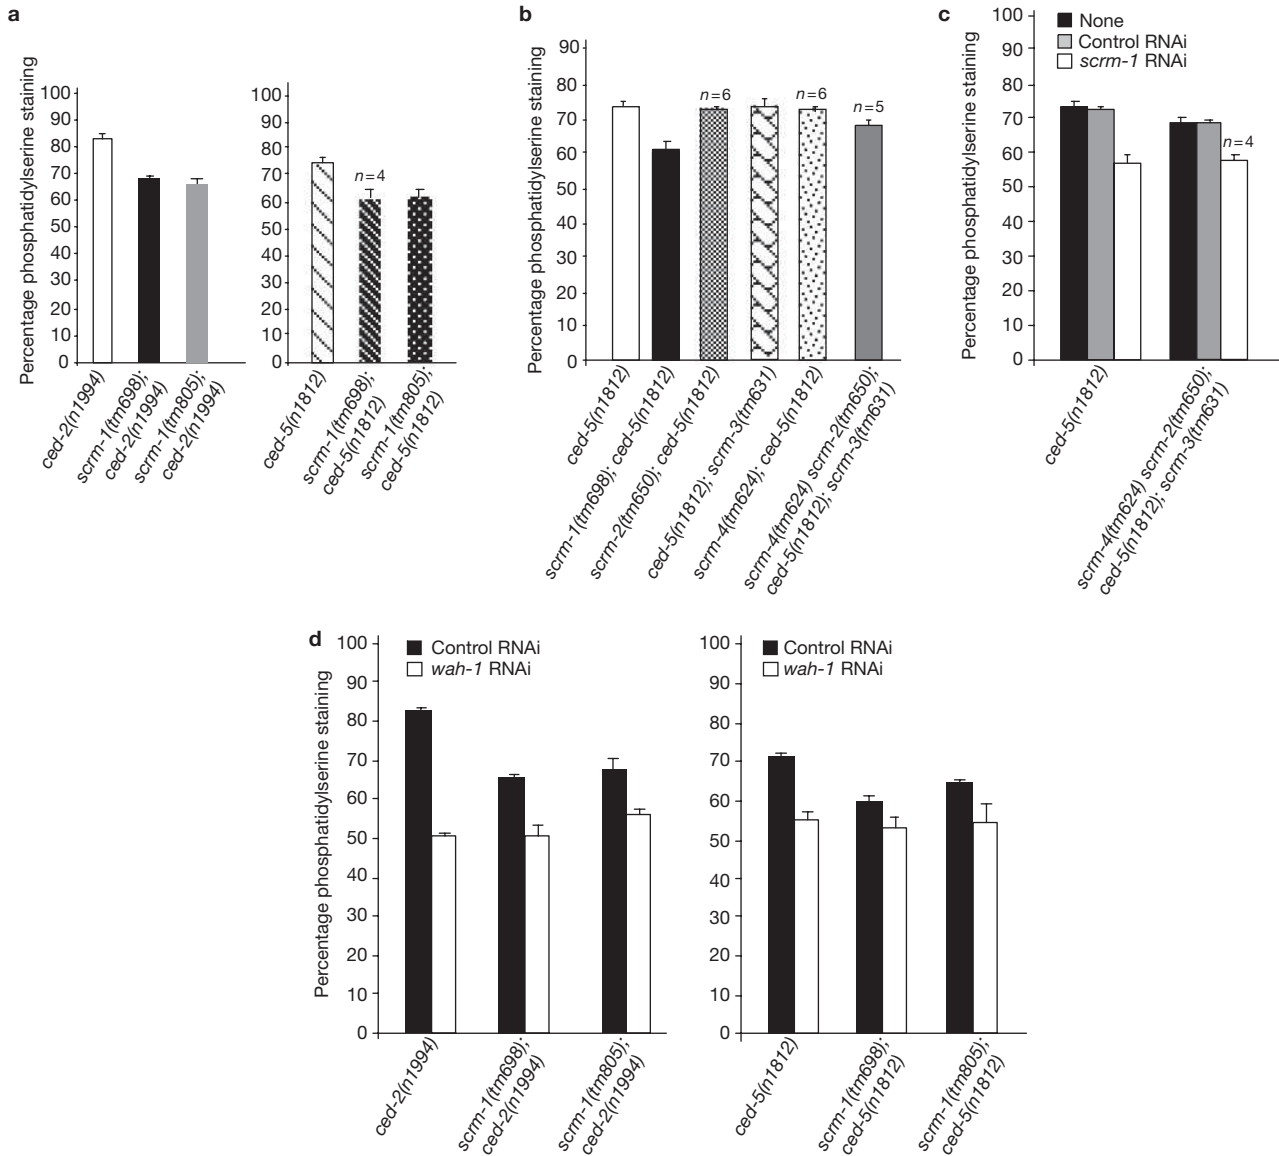 a
Percentage phosphatidylserine staining
100
90
80
70
60
50
40
30
20
10
0
ced-2(n1994)
scrm-1(tm698);
ced-2(n1994)
scrm-1(tm805);
ced-2(n1994)
100
90
80
70
60
50
40
30
20
10
0
n=4
ced-5(n1812)
scrm-1(tm698);
ced-5(n1812)
scrm-1(tm805);
ced-5(n1812)
b
Percentage phosphatidylserine staining
90
80
70
60
50
40
30
20
10
0
n=6
n=6
n=5
ced-5(n1812)
scrm-1(tm698); ced-5(n1812)
scrm-2(tm650); ced-5(n1812)
ced-5(n1812); scrm-3(tm631)
scrm-4(tm624); ced-5(n1812)
scrm-4(tm624) scrm-2(tm650);
ced-5(n1812); scrm-3(tm631)
c
Percentage phosphatidylserine staining
100
90
80
70
60
50
40
30
20
10
0
None
Control RNAi
scrm-1 RNAi
n=4
ced-5(n1812)
scrm-4(tm624) scrm-2(tm650);
ced-5(n1812); scrm-3(tm631)
d
Percentage phosphatidylserine staining
100
90
80
70
60
50
40
30
20
10
0
Control RNAi
wah-1 RNAi
ced-2(n1994)
scrm-1(tm698);
ced-2(n1994)
scrm-1(tm805);
ced-2(n1994)
100
90
80
70
60
50
40
30
20
10
0
Control RNAi
wah-1 RNAi
ced-5(n1812)
scrm-1(tm698);
ced-5(n1812)
scrm-1(tm805);
ced-5(n1812)